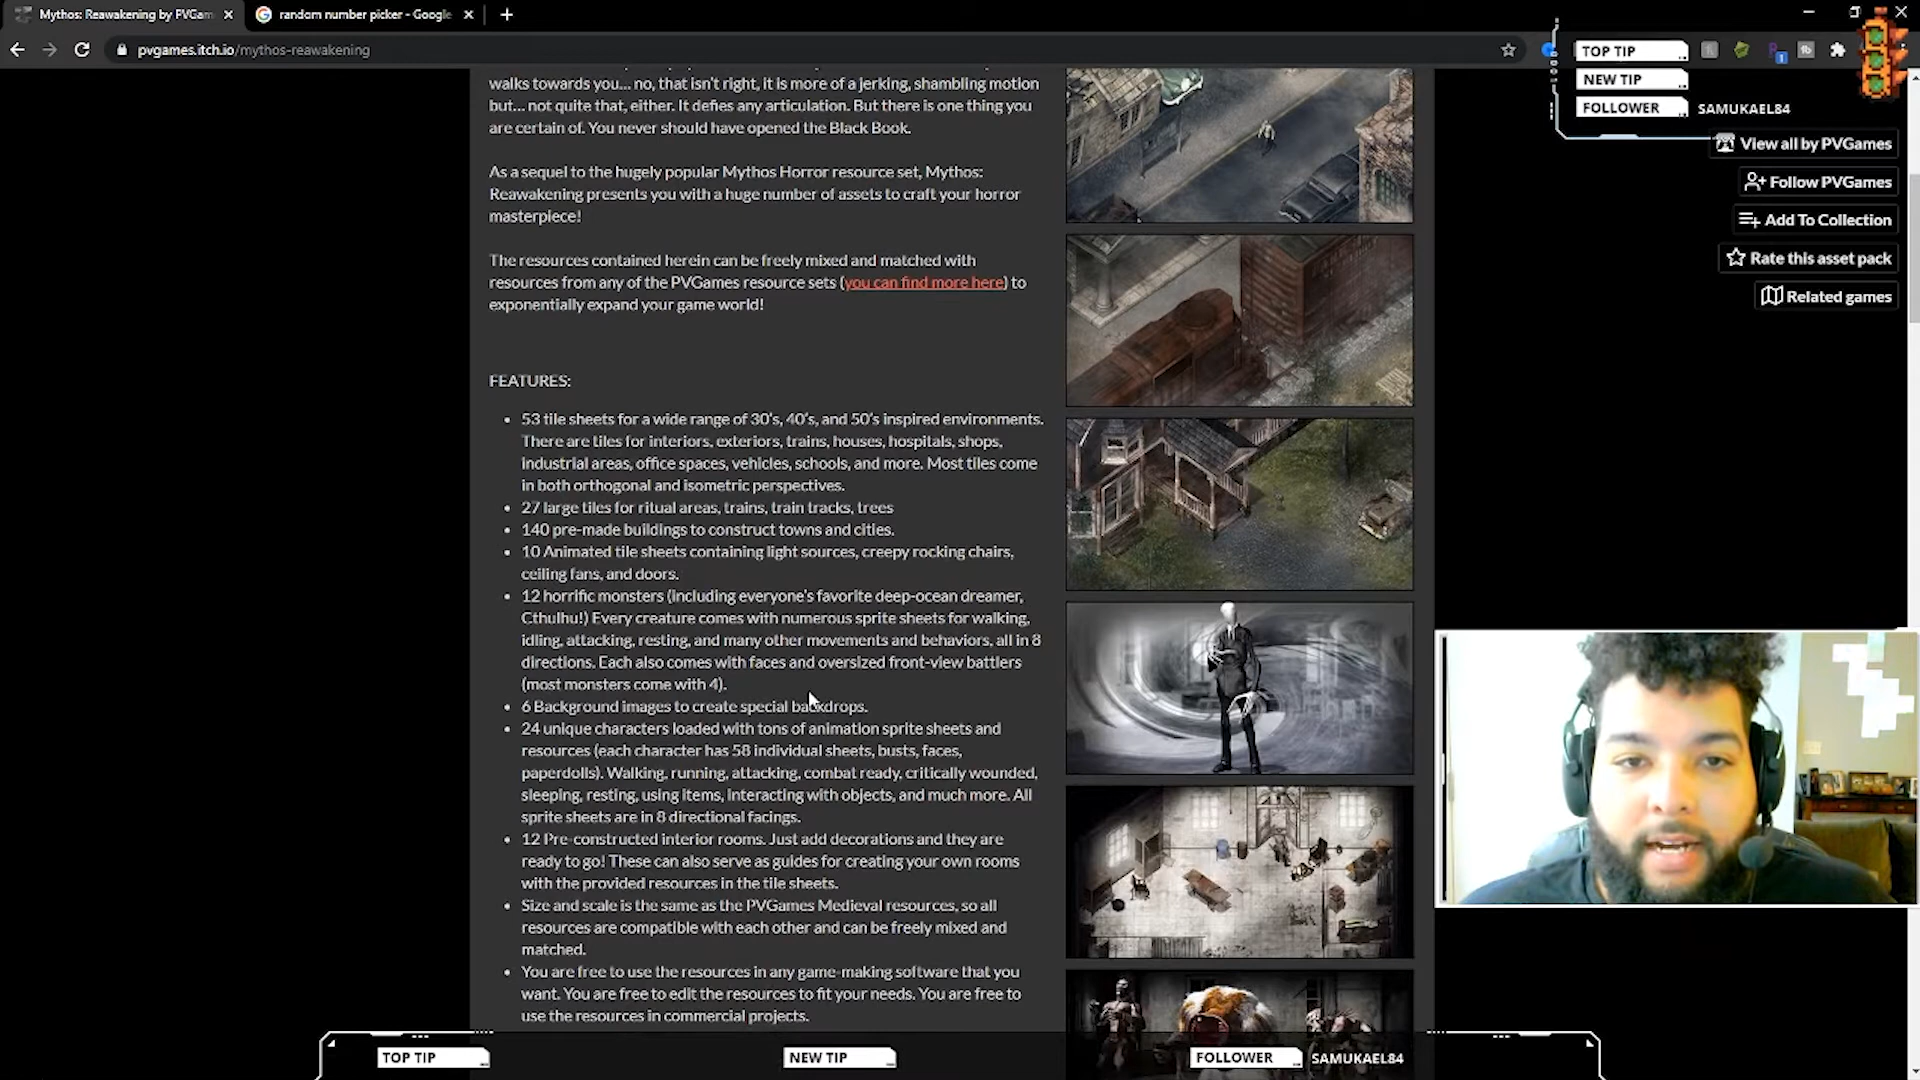 Mythos: Reawakening by PVGam
random number picker - Google
pvgames.itch.io/mythos-reawakening
TOP TIP
NEW TIP
FOLLOWER SAMUKAEL84
View all by PVGames
Follow PVGames
Add To Collection
Rate this asset pack
Related games
walks towards you... no, that isn't right, it is more of a jerking, shambling motion
but... not quite that, either. It defies any articulation. But there is one thing you
are certain of. You never should have opened the Black Book.
As a sequel to the hugely popular Mythos Horror resource set, Mythos:
Reawakening presents you with a huge number of assets to craft your horror
masterpiece!
The resources contained herein can be freely mixed and matched with
resources from any of the PVGames resource sets (you can find more here) to
exponentially expand your game world!
FEATURES:
53 tile sheets for a wide range of 30's, 40's, and 50's inspired environments.
There are tiles for interiors, exteriors, trains, houses, hospitals, shops,
industrial areas, office spaces, vehicles, schools, and more. Most tiles come
in both orthogonal and isometric perspectives.
27 large tiles for ritual areas, trains, train tracks, trees
140 pre-made buildings to construct towns and cities.
10 Animated tile sheets containing light sources, creepy rocking chairs,
ceiling fans, and doors.
12 horrific monsters (including everyone's favorite deep-ocean dreamer,
Cthulhu!) Every creature comes with numerous sprite sheets for walking,
idling, attacking, resting, and many other movements and behaviors, all in 8
directions. Each also comes with faces and oversized front-view battlers
(most monsters come with 4).
6 Background images to create special backdrops.
24 unique characters loaded with tons of animation sprite sheets and
resources (each character has 58 individual sheets, busts, faces,
paperdolls). Walking, running, attacking, combat ready, critically wounded,
sleeping, resting, using items, interacting with objects, and much more. All
sprite sheets are in 8 directional facings.
12 Pre-constructed interior rooms. Just add decorations and they are
ready to go! These can also serve as guides for creating your own rooms
with the provided resources in the tile sheets.
Size and scale is the same as the PVGames Medieval resources, so all
resources are compatible with each other and can be freely mixed and
matched.
You are free to use the resources in any game-making software that you
want. You are free to edit the resources to fit your needs. You are free to
use the resources in commercial projects.
TOP TIP
NEW TIP
FOLLOWER SAMUKAEL84